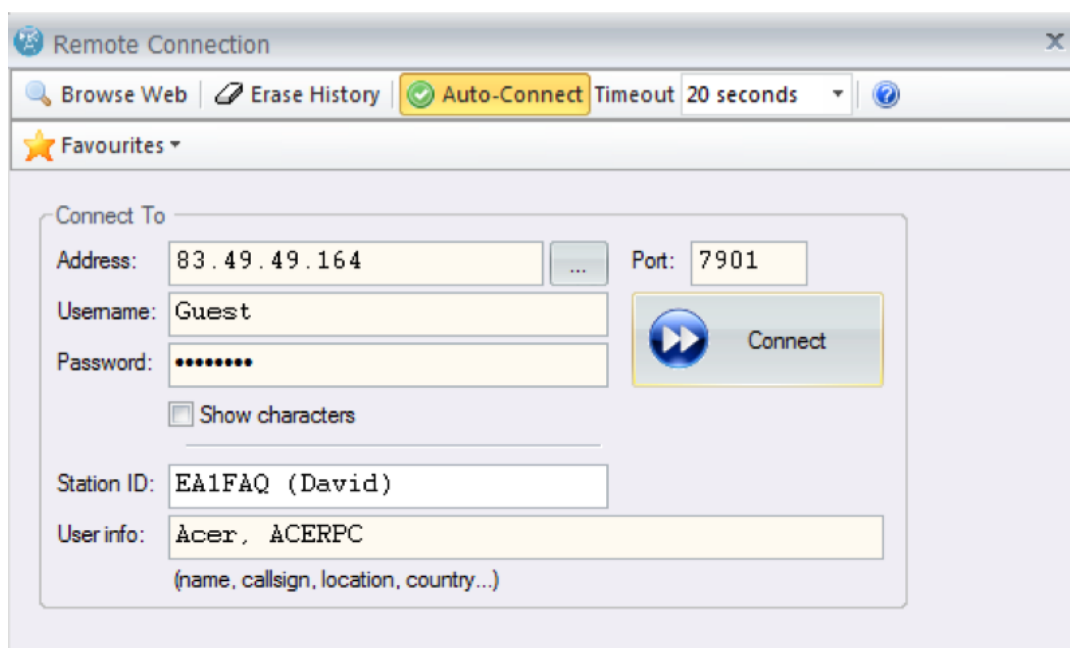 Remote Connection
Browse Web Erase History Auto-Connect Timeout 20 seconds
Favourites
Connect To
Address: 83.49.49.164 ... Port: 7901
Username: Guest
Connect
Password: ••••••••
Show characters
Station ID: EA1FAQ (David)
User info: Acer, ACERPC
(name, callsign, location, country...)